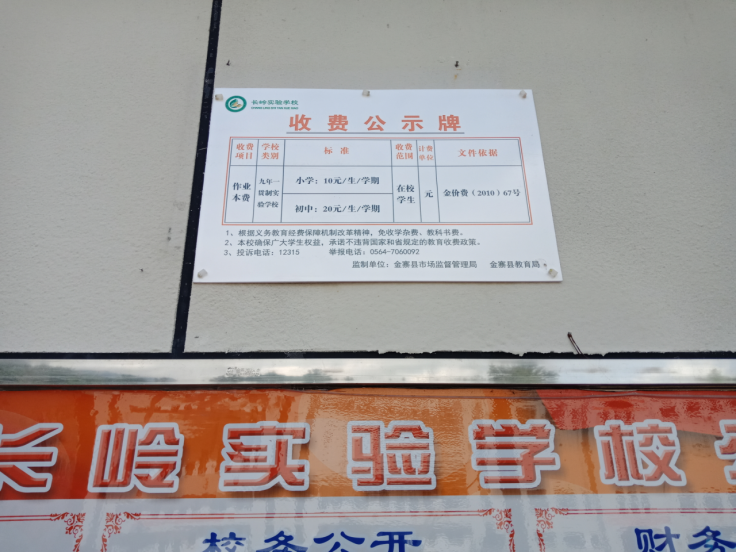 长岭实验学校
收费公示牌
收费项目 学校类别 标准 收费范围 计费单位 文件依据
作业本费 九年一贯制实验学校 小学：10元/生/学期 在校学生 元 金价费（2010）67号
初中：20元/生/学期
1、根据义务教育经费保障机制改革精神，免收学杂费、教科书费。
2、本校确保广大学生权益，承诺不违背国家和省规定的教育收费政策。
3、投诉电话：12315 举报电话：0564-7060092
监制单位：金寨县市场监督管理局 金寨县教育局
长岭实验学校
校务公开 财务